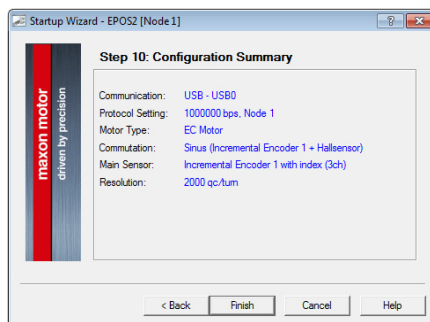 Startup Wizard - EPOS2 [Node 1]
Step 10: Configuration Summary
maxon motor
driven by precision
Communication: USB - USB0
Protocol Setting: 1000000 bps, Node 1
Motor Type: EC Motor
Commutation: Sinus (Incremental Encoder 1 + Hallsensor)
Main Sensor: Incremental Encoder 1 with index (3ch)
Resolution: 2000 qc/turn
< Back Finish Cancel Help